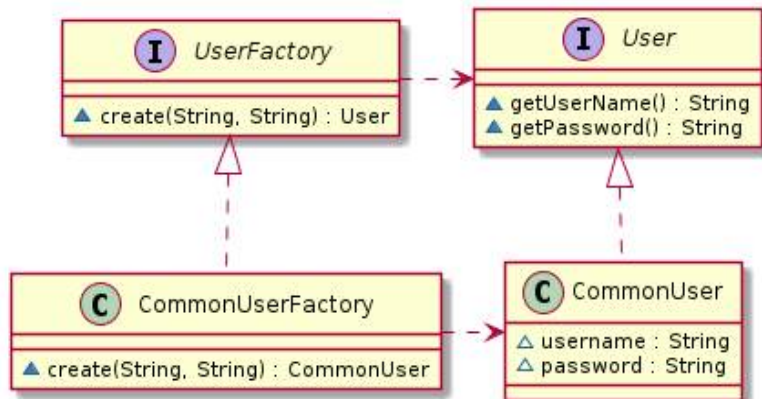 I UserFactory
create(String, String) : User
I User
getUserName() : String
getPassword() : String
C CommonUserFactory
create(String, String) : CommonUser
C CommonUser
username : String
password : String